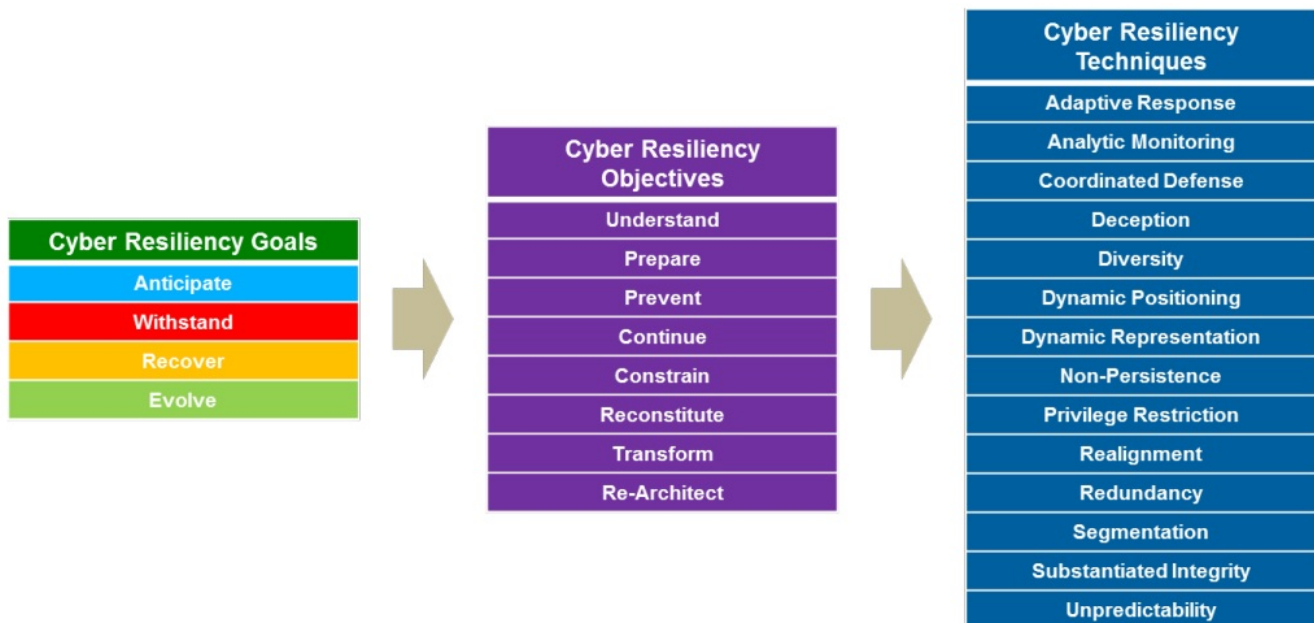 Cyber Resiliency Goals
Anticipate
Withstand
Recover
Evolve
Cyber Resiliency
Objectives
Understand
Prepare
Prevent
Continue
Constrain
Reconstitute
Transform
Re-Architect
Cyber Resiliency
Techniques
Adaptive Response
Analytic Monitoring
Coordinated Defense
Deception
Diversity
Dynamic Positioning
Dynamic Representation
Non-Persistence
Privilege Restriction
Realignment
Redundancy
Segmentation
Substantiated Integrity
Unpredictability